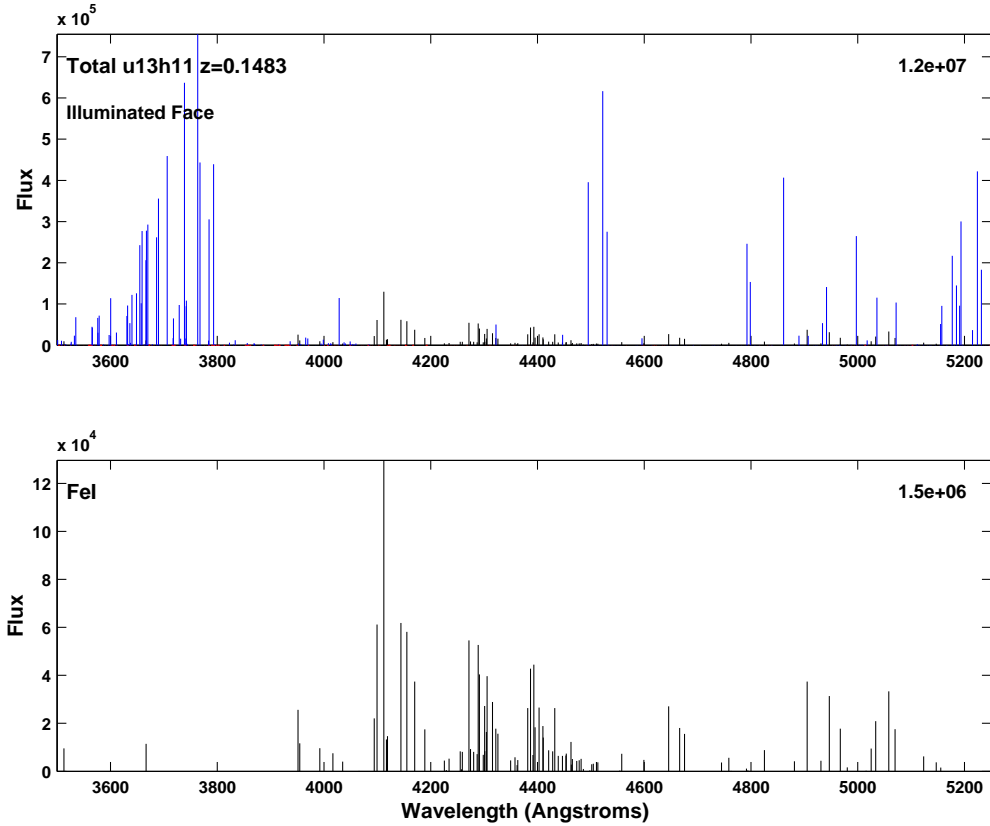 x 10^5
Total u13h11 z=0.1483
1.2e+07
Illuminated Face
Flux
7
6
5
4
3
2
1
0
3600 3800 4000 4200 4400 4600 4800 5000 5200
x 10^4
FeI
1.5e+06
Flux
12
10
8
6
4
2
0
3600 3800 4000 4200 4400 4600 4800 5000 5200
Wavelength (Angstroms)